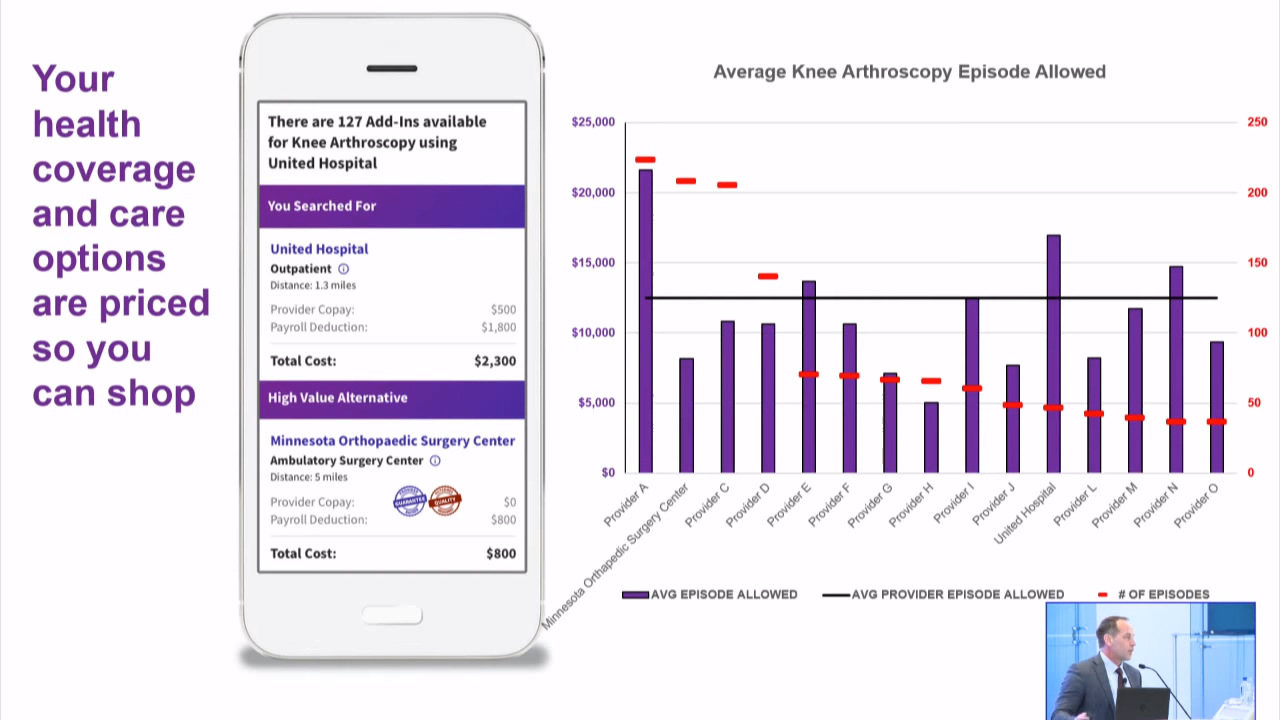 Your
health
coverage
and care
options
are priced
so you
can shop
There are 127 Add-Ins available
for Knee Arthroscopy using
United Hospital
You Searched For
United Hospital
Outpatient
Distance: 1.3 miles
Provider Copay: $500
Payroll Deduction: $1,800
Total Cost: $2,300
High Value Alternative
Minnesota Orthopaedic Surgery Center
Ambulatory Surgery Center
Distance: 5 miles
Provider Copay: $0
GUARANTEE QUALITY
Payroll Deduction: $800
Total Cost: $800
Average Knee Arthroscopy Episode Allowed
$25,000 250
$20,000 200
$15,000 150
$10,000 100
$5,000 50
$0 0
Provider A
Minnesota Orthapedic Surgery Center
Provider C
Provider D
Provider E
Provider F
Provider G
Provider H
Provider I
Provider J
United Hospital
Provider L
Provider M
Provider N
Provider O
AVG EPISODE ALLOWED AVG PROVIDER EPISODE ALLOWED # OF EPISODES